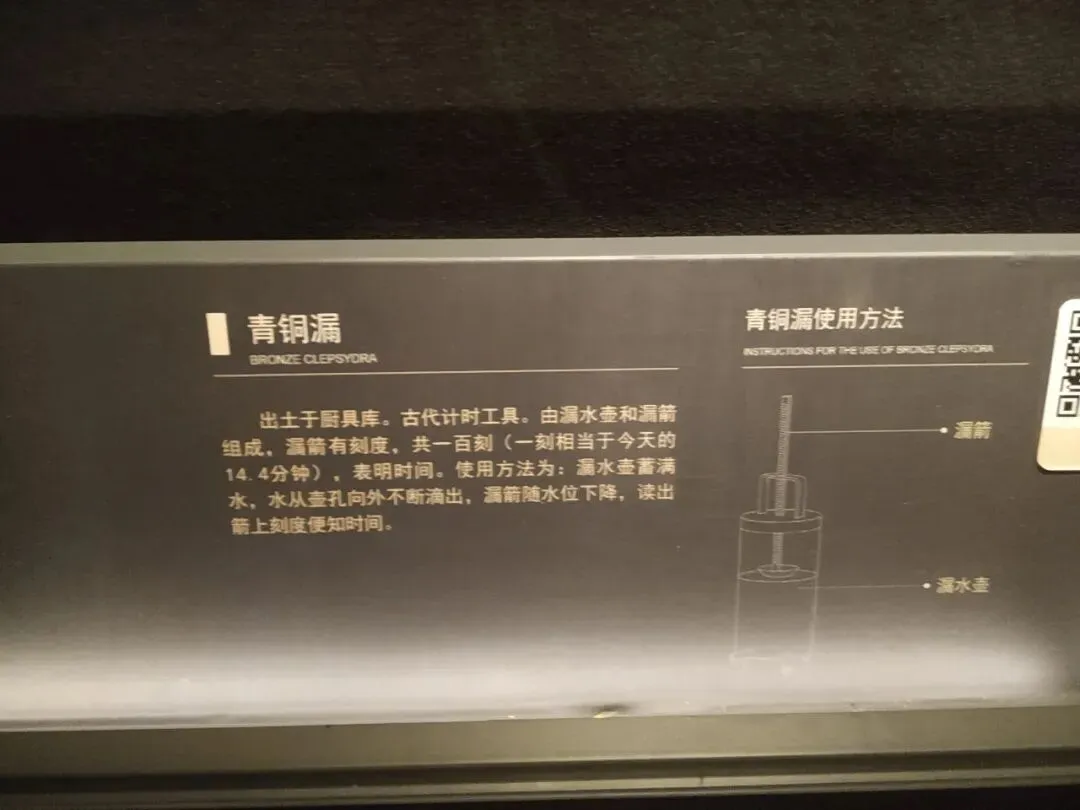 青铜漏
BRONZE CLEPSYDRA
出土于厨具库。古代计时工具。由漏水壶和漏箭
组成，漏箭有刻度，共一百刻（一刻相当于今天的
14.4分钟），表明时间。使用方法为：漏水壶蓄满
水，水从壶孔向外不断滴出，漏箭随水位下降，读出
箭上刻度便知时间。
青铜漏使用方法
INSTRUCTIONS FOR THE USE OF BRONZE CLEPSYDRA
漏箭
漏水壶